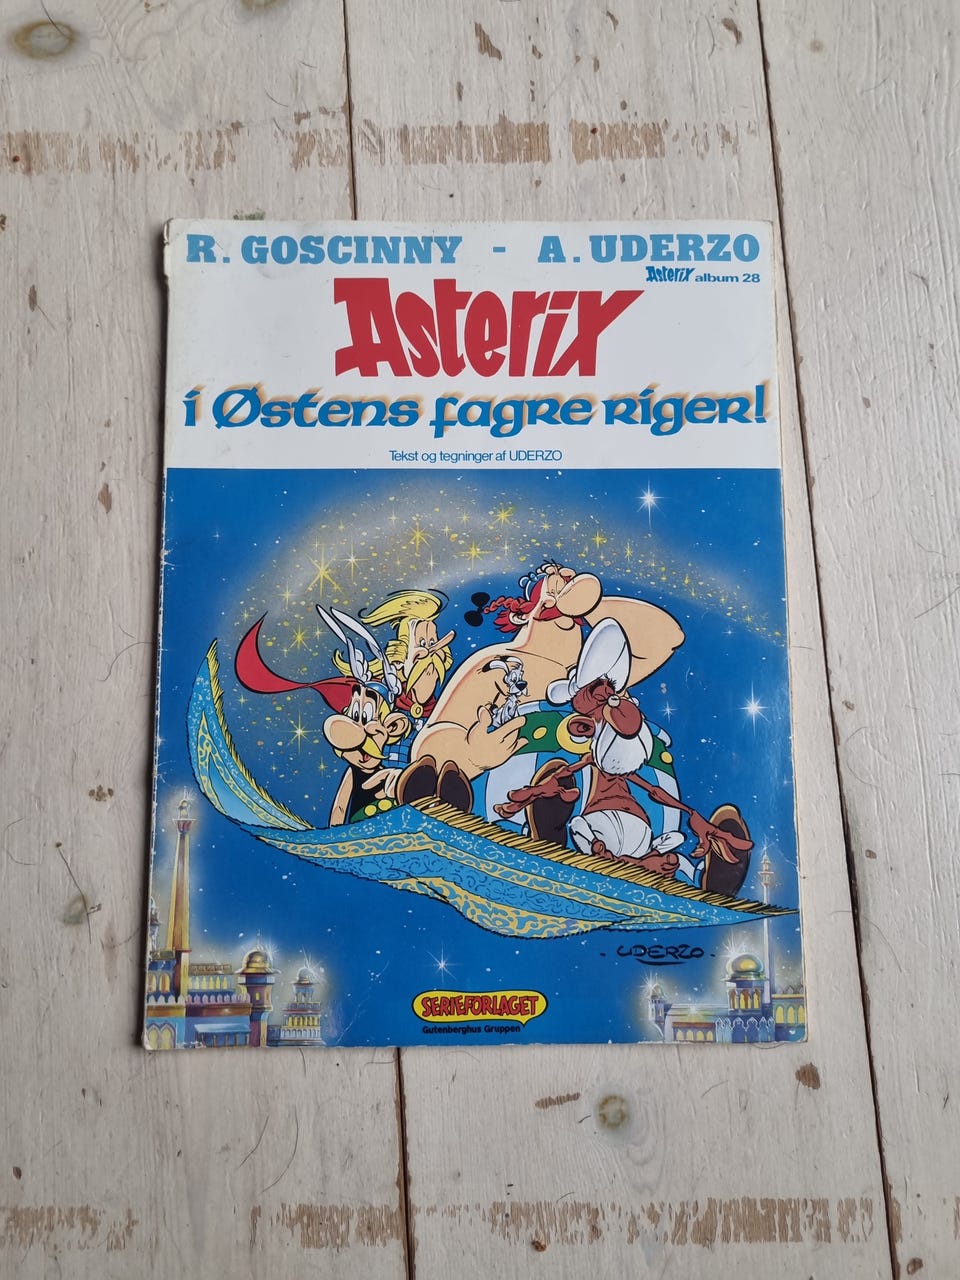 R. GOSCINNY - A. UDERZO
Asterix album 28
Asterix
i Østens fagre riger!
Tekst og tegninger af UDERZO
. UDERZO .
SERIEFORLAGET
Gutenberghus Gruppen